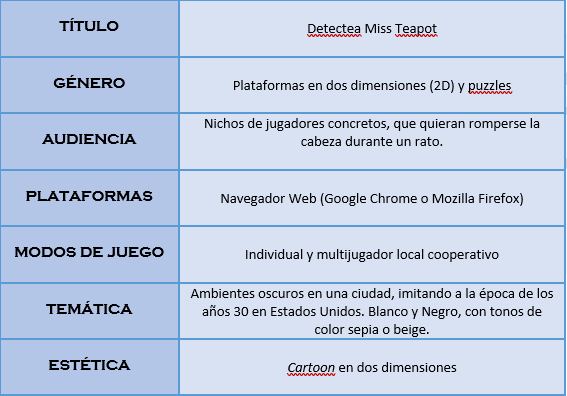 TÍTULO
Detectea Miss Teapot
GÉNERO
Plataformas en dos dimensiones (2D) y puzzles
AUDIENCIA
Nichos de jugadores concretos, que quieran romperse la
cabeza durante un rato.
PLATAFORMAS
Navegador Web (Google Chrome o Mozilla Firefox)
MODOS DE JUEGO
Individual y multijugador local cooperativo
TEMÁTICA
Ambientes oscuros en una ciudad, imitando a la época de los
años 30 en Estados Unidos. Blanco y Negro, con tonos de
color sepia o beige.
ESTÉTICA
Cartoon en dos dimensiones